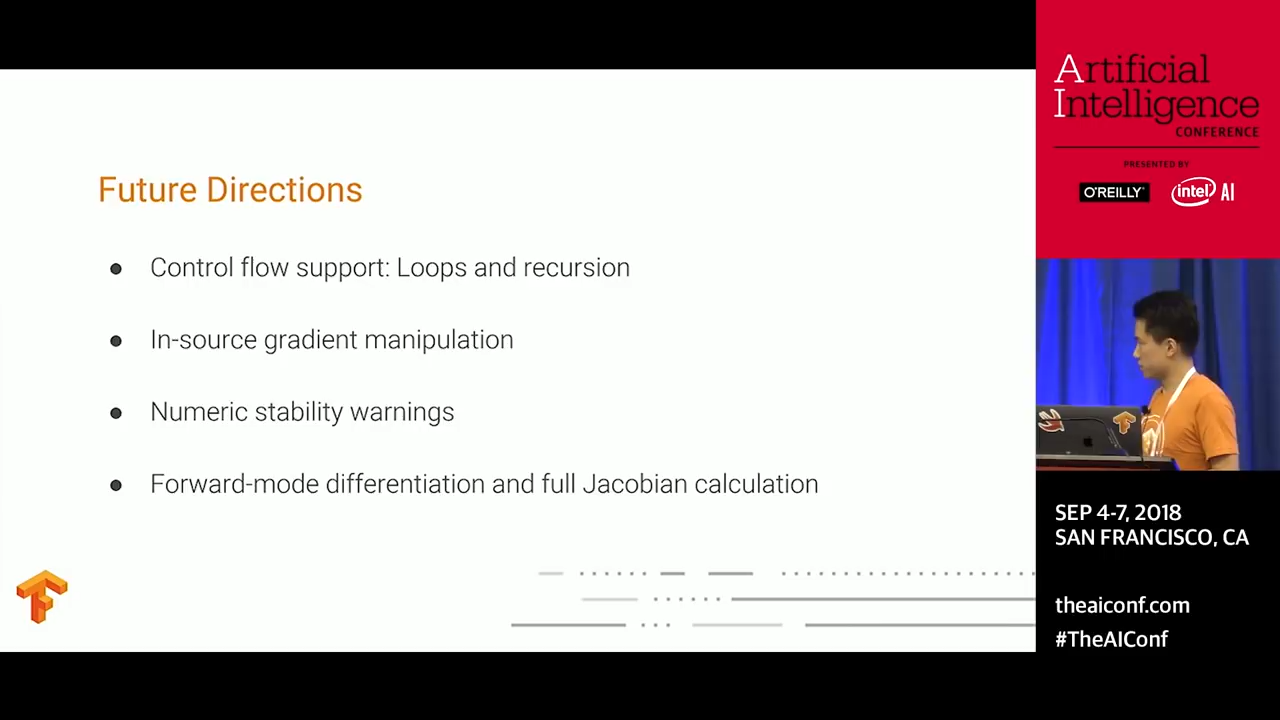 Future Directions
Control flow support: Loops and recursion
In-source gradient manipulation
Numeric stability warnings
Forward-mode differentiation and full Jacobian calculation
Artificial
Intelligence
CONFERENCE
PRESENTED BY
O'REILLY
intel AI
SEP 4-7, 2018
SAN FRANCISCO, CA
theaiconf.com
#TheAIConf